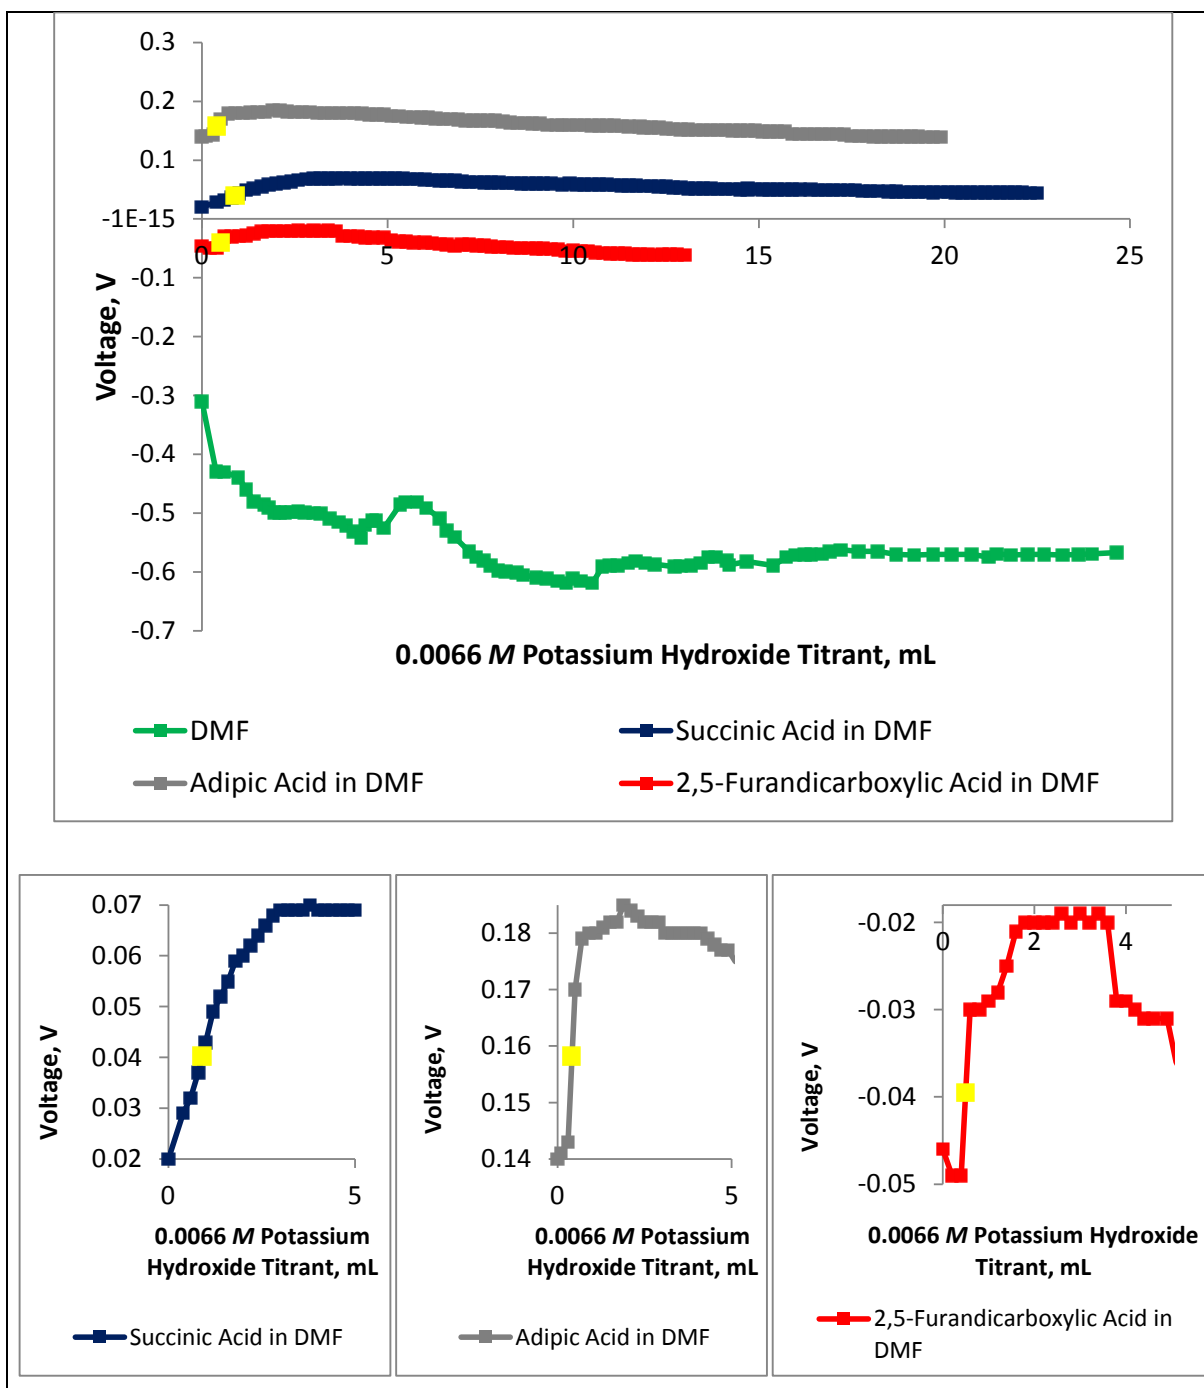 0.3
0.2
0.1
-1E-15
0 5 10 15 20 25
-0.1
-0.2
-0.3
-0.4
-0.5
-0.6
-0.7
Voltage, V
0.0066 M Potassium Hydroxide Titrant, mL
DMF
Succinic Acid in DMF
Adipic Acid in DMF
2,5-Furandicarboxylic Acid in DMF
0.07
0.06
0.05
0.04
0.03
0.02
0 5
Voltage, V
0.0066 M Potassium
Hydroxide Titrant, mL
Succinic Acid in DMF
0.18
0.17
0.16
0.15
0.14
0 5
Voltage, V
0.0066 M Potassium
Hydroxide Titrant, mL
Adipic Acid in DMF
-0.02
0 2 4
-0.03
-0.04
-0.05
Voltage, V
0.0066 M Potassium Hydroxide
Titrant, mL
2,5-Furandicarboxylic Acid in
DMF